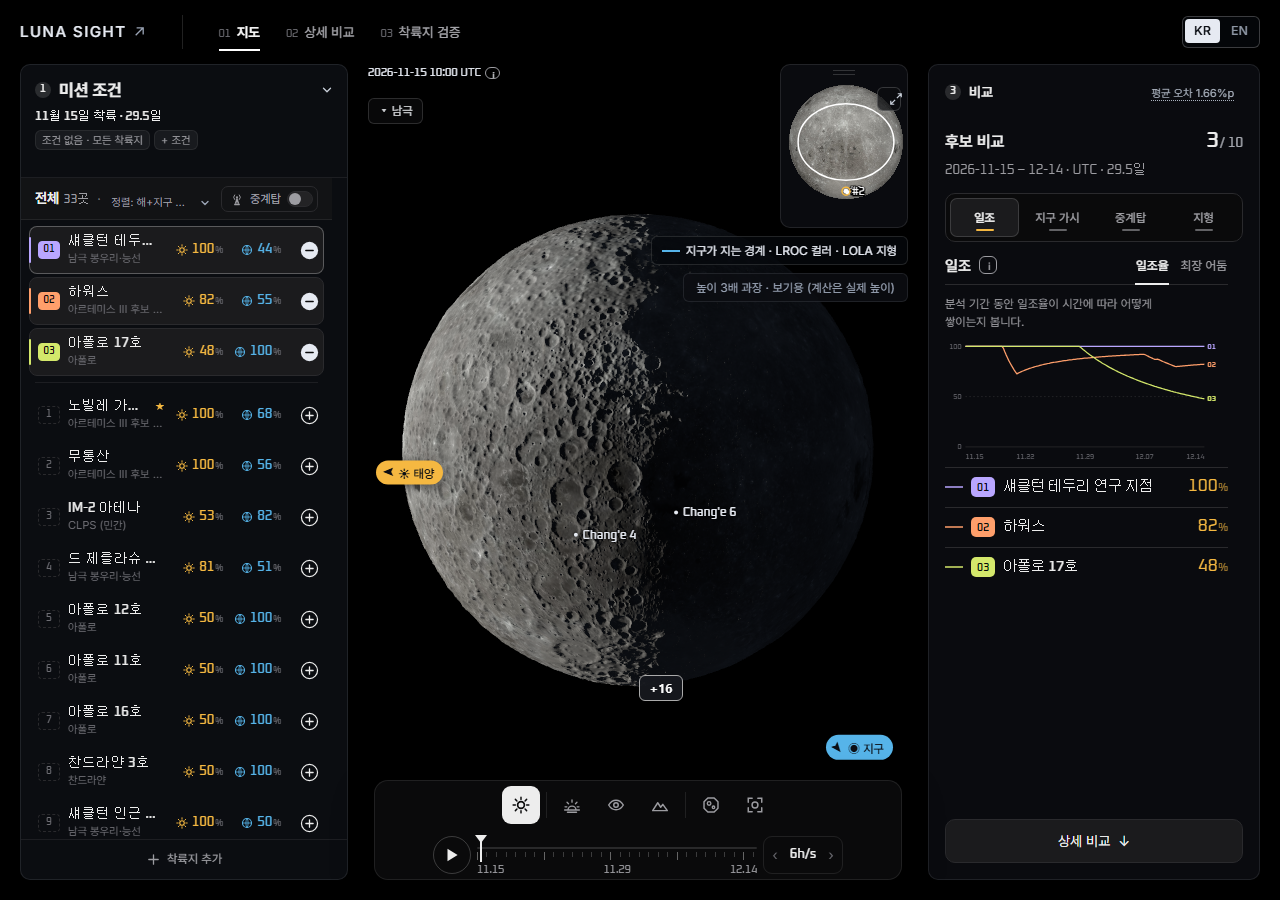 LUNA SIGHT ↗
01 지도
02 상세 비교
03 착륙지 검증
KR EN
1 미션 조건
11월 15일 착륙 · 29.5일
조건 없음 · 모든 착륙지
+ 조건
전체 33곳 · 정렬: 해+지구 ...
중계탑
01 섀클턴 테두... 100% 44%
남극 봉우리·능선
02 하워스 82% 55%
아르테미스 III 후보 ...
03 아폴로 17호 48% 100%
아폴로
1 노빌레 가... ★ 100% 68%
아르테미스 III 후보 ...
2 무통산 100% 56%
아르테미스 III 후보 ...
3 IM-2 아테나 53% 82%
CLPS (민간)
4 드 제를라슈 ... 81% 51%
남극 봉우리·능선
5 아폴로 12호 50% 100%
아폴로
6 아폴로 11호 50% 100%
아폴로
7 아폴로 16호 50% 100%
아폴로
8 찬드라얀 3호 50% 100%
찬드라얀
9 섀클턴 인근 ... 100% 50%
남극 봉우리·능선
+ 착륙지 추가
2026-11-15 10:00 UTC i
남극
#2
지구가 지는 경계 · LROC 컬러 · LOLA 지형
높이 3배 과장 · 보기용 (계산은 실제 높이)
태양
Chang'e 6
Chang'e 4
+16
지구
6h/s
11.15 11.29 12.14
3 비교
평균 오차 1.66%p
후보 비교
3 / 10
2026-11-15 – 12-14 · UTC · 29.5일
일조 지구 가시 중계탑 지형
일조 i
일조율 최장 어둠
분석 기간 동안 일조율이 시간에 따라 어떻게
쌓이는지 봅니다.
100
50
0
01
02
03
11.15 11.22 11.29 12.07 12.14
01 섀클턴 테두리 연구 지점 100%
02 하워스 82%
03 아폴로 17호 48%
상세 비교 ↓